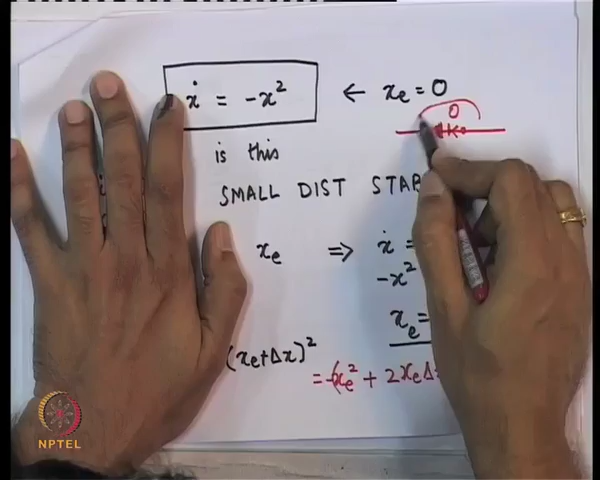 ẋ = -x² ← xₑ = 0
0
is this
SMALL DIST STAB
xₑ ⇒ ẋ =
-x²
xₑ =
(xₑ+Δx)²
= -(xₑ² + 2xₑΔ
NPTEL